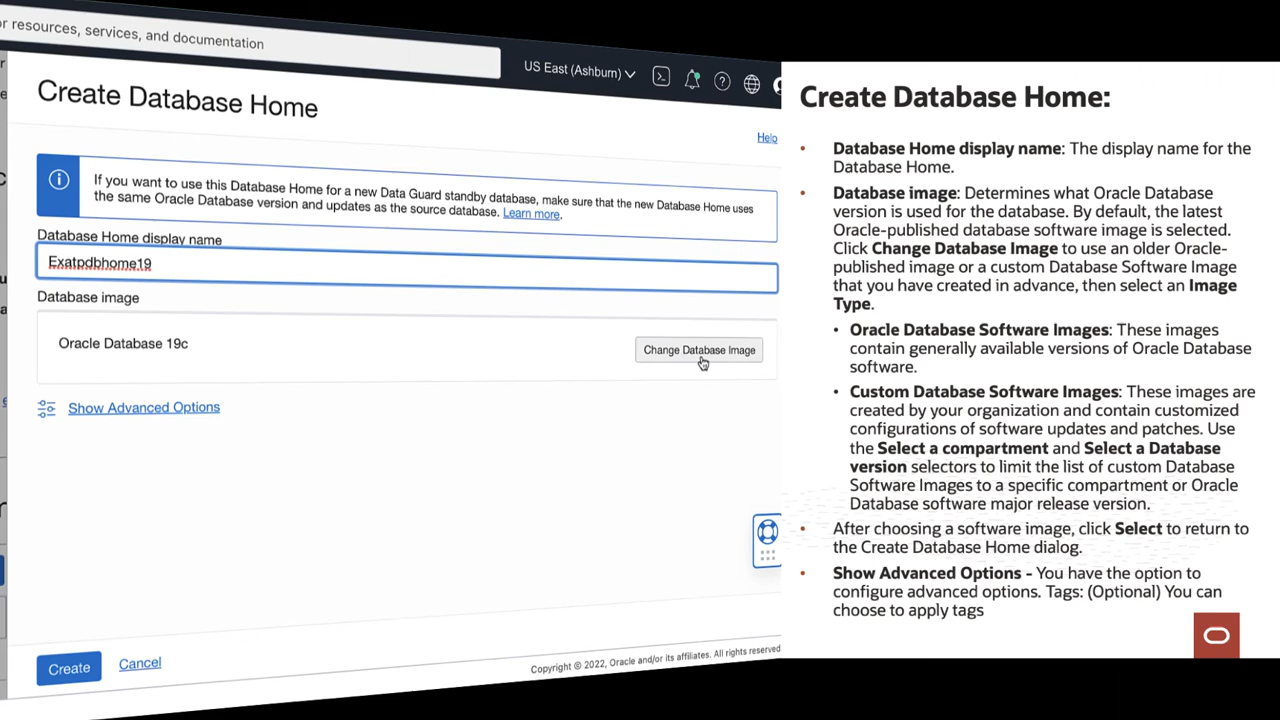 or resources, services, and documentation
US East (Ashburn)
Create Database Home
Help
If you want to use this Database Home for a new Data Guard standby database, make sure that the new Database Home uses
the same Oracle Database version and updates as the source database. Learn more.
Database Home display name
Exatpdbhome19
Database image
Oracle Database 19c
Change Database Image
Show Advanced Options
Create
Cancel
Copyright © 2022, Oracle and/or its affiliates. All rights reserved
Create Database Home:
• Database Home display name: The display name for the
Database Home.
• Database image: Determines what Oracle Database
version is used for the database. By default, the latest
Oracle-published database software image is selected.
Click Change Database Image to use an older Oracle-
published image or a custom Database Software Image
that you have created in advance, then select an Image
Type.
• Oracle Database Software Images: These images
contain generally available versions of Oracle Database
software.
• Custom Database Software Images: These images are
created by your organization and contain customized
configurations of software updates and patches. Use
the Select a compartment and Select a Database
version selectors to limit the list of custom Database
Software Images to a specific compartment or Oracle
Database software major release version.
• After choosing a software image, click Select to return to
the Create Database Home dialog.
• Show Advanced Options - You have the option to
configure advanced options. Tags: (Optional) You can
choose to apply tags